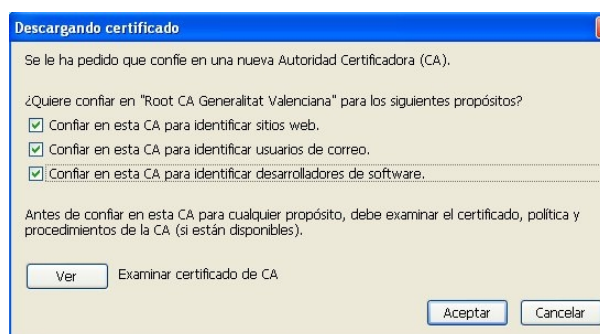 Descargando certificado
Se le ha pedido que confíe en una nueva Autoridad Certificadora (CA).
¿Quiere confiar en "Root CA Generalitat Valenciana" para los siguientes propósitos?
Confiar en esta CA para identificar sitios web.
Confiar en esta CA para identificar usuarios de correo.
Confiar en esta CA para identificar desarrolladores de software.
Antes de confiar en esta CA para cualquier propósito, debe examinar el certificado, política y
procedimientos de la CA (si están disponibles).
Ver Examinar certificado de CA
Aceptar Cancelar